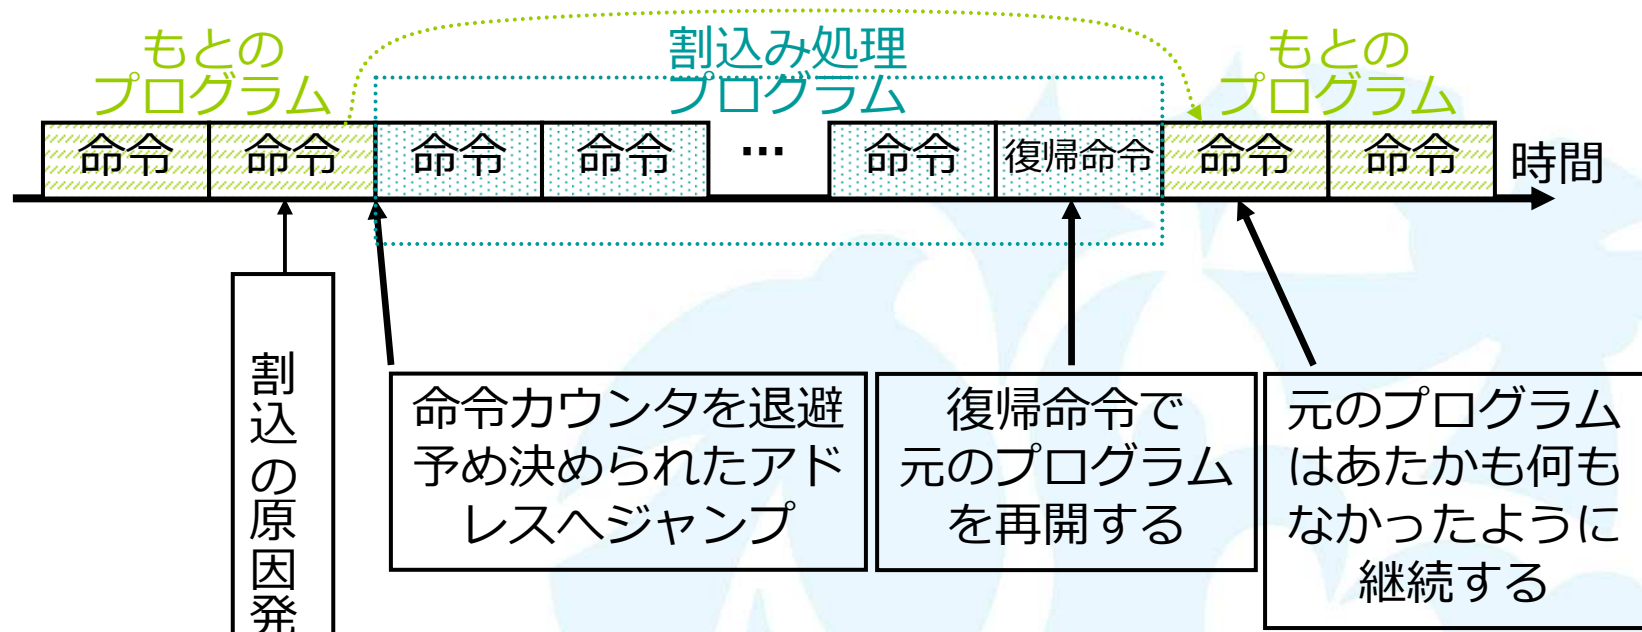 もとの
プログラム
割込み処理
プログラム
もとの
プログラム
命令
命令
命令
命令
…
命令
復帰命令
命令
命令
時間
割込の原因発
命令カウンタを退避
予め決められたアド
レスへジャンプ
復帰命令で
元のプログラム
を再開する
元のプログラム
はあたかも何も
なかったように
継続する